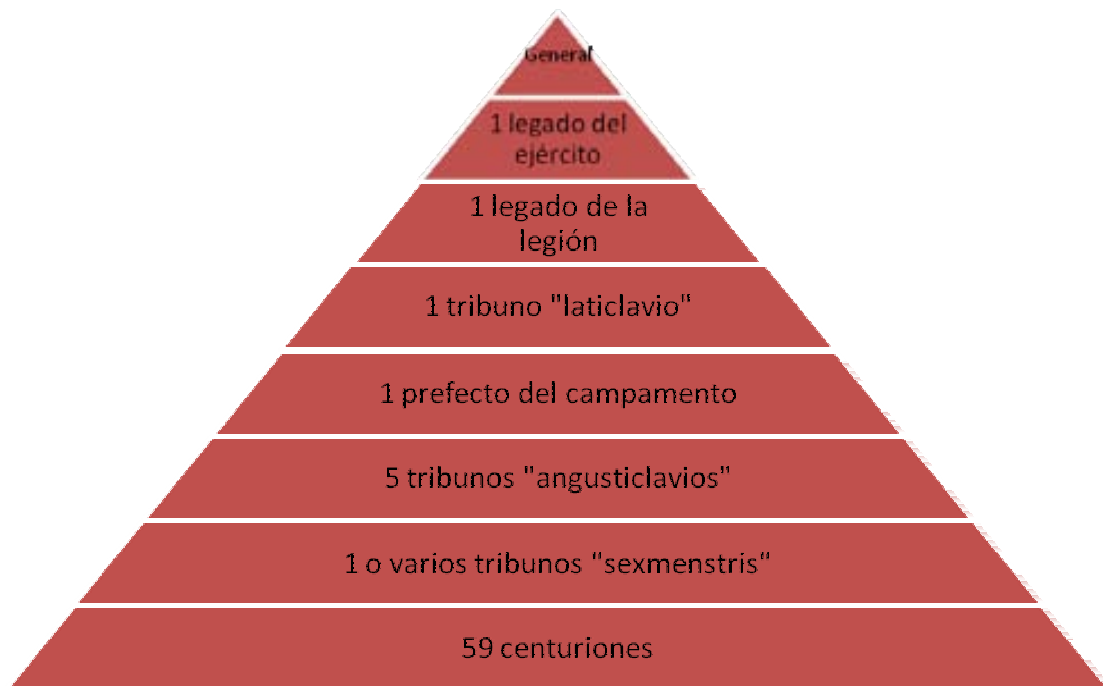 General
1 legado del
ejército
1 legado de la
legión
1 tribuno "laticlavio"
1 prefecto del campamento
5 tribunos "angusticlavios"
1 o varios tribunos "sexmenstris"
59 centuriones